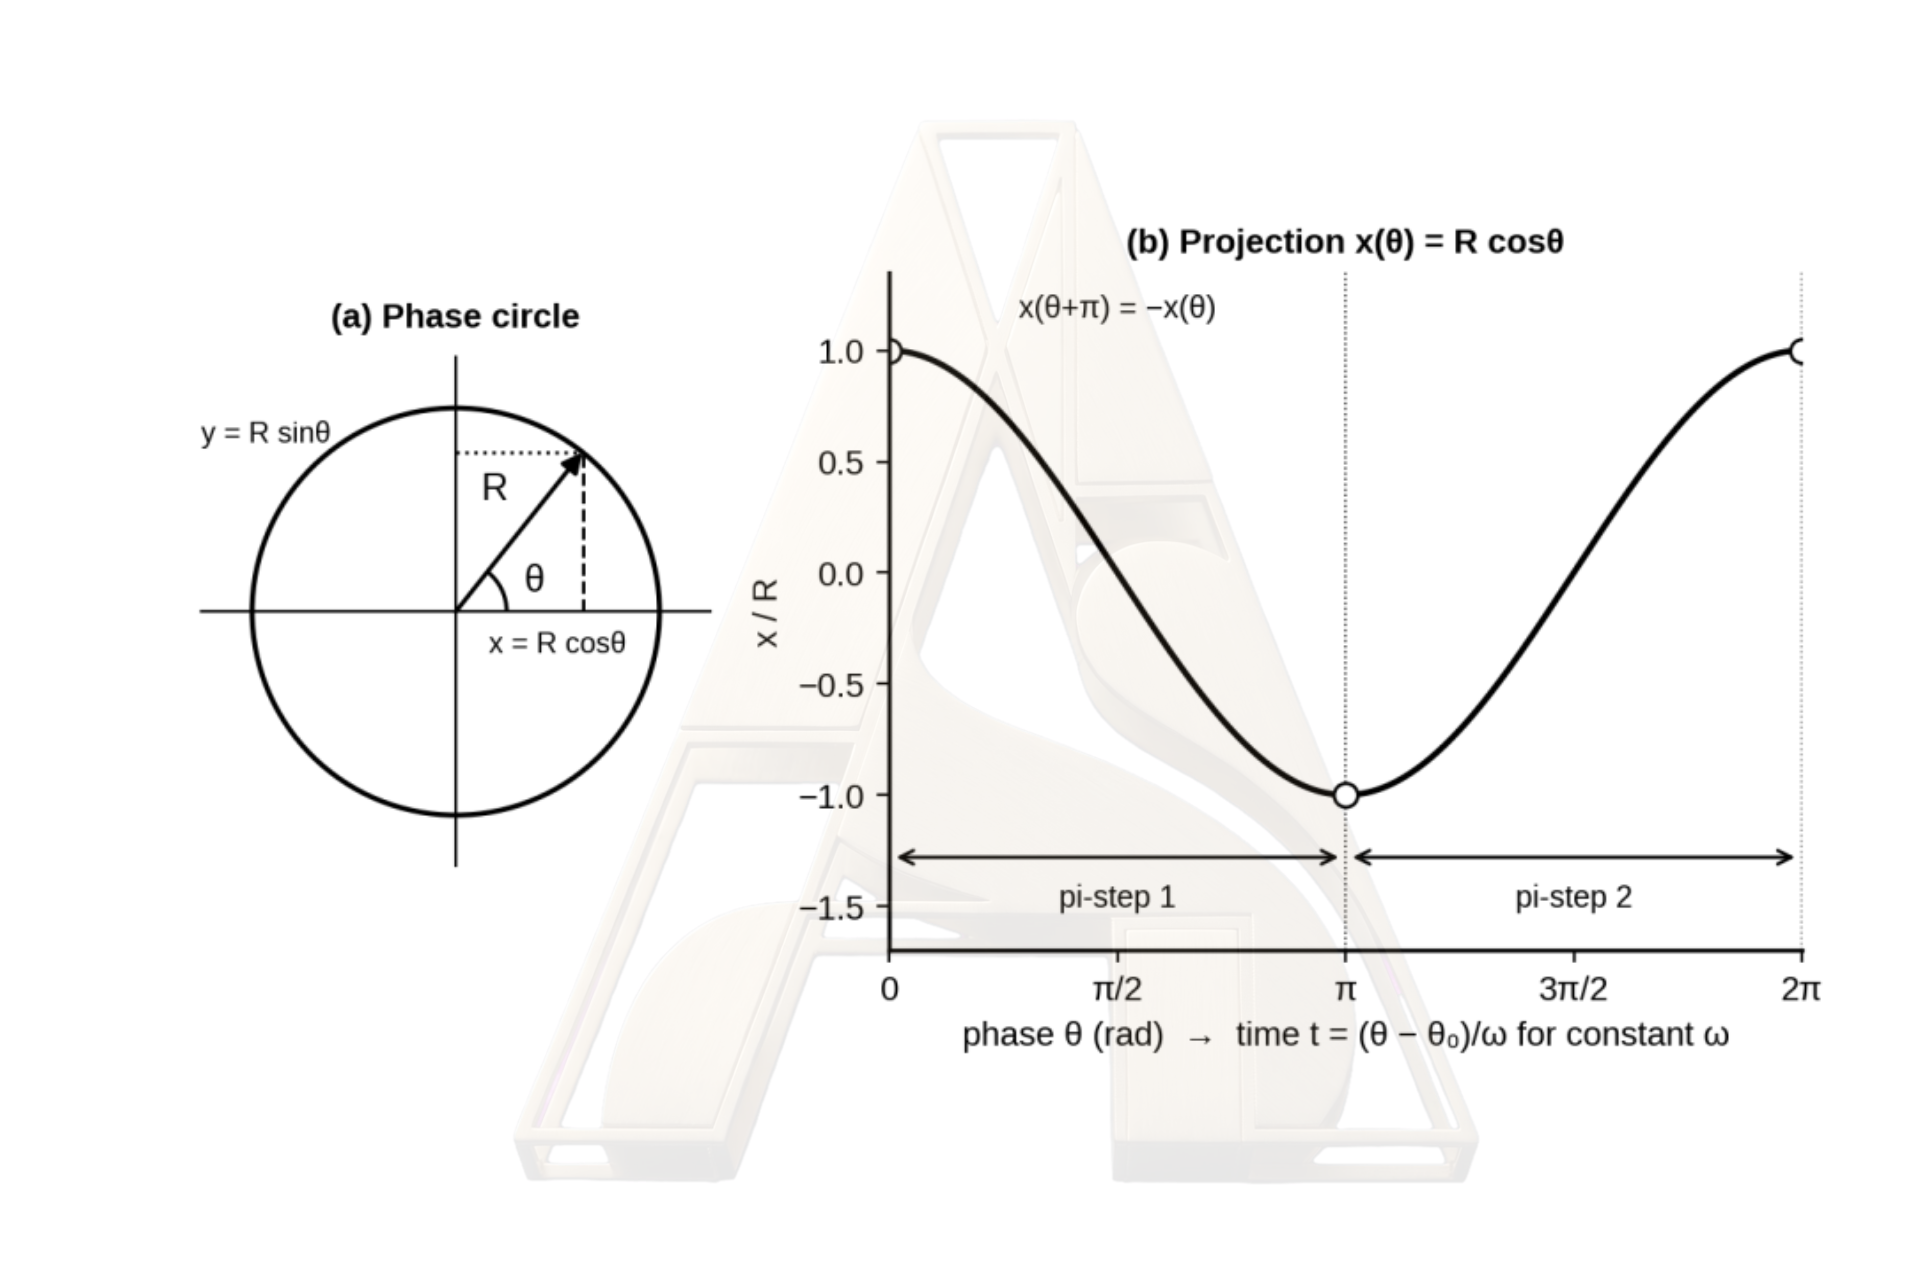 (a) Phase circle
y = R sinθ
R
θ
x = R cosθ
(b) Projection x(θ) = R cosθ
x(θ+π) = −x(θ)
1.0
0.5
0.0
−0.5
−1.0
−1.5
x / R
pi-step 1
pi-step 2
0 π/2 π 3π/2 2π
phase θ (rad) → time t = (θ − θ₀)/ω for constant ω